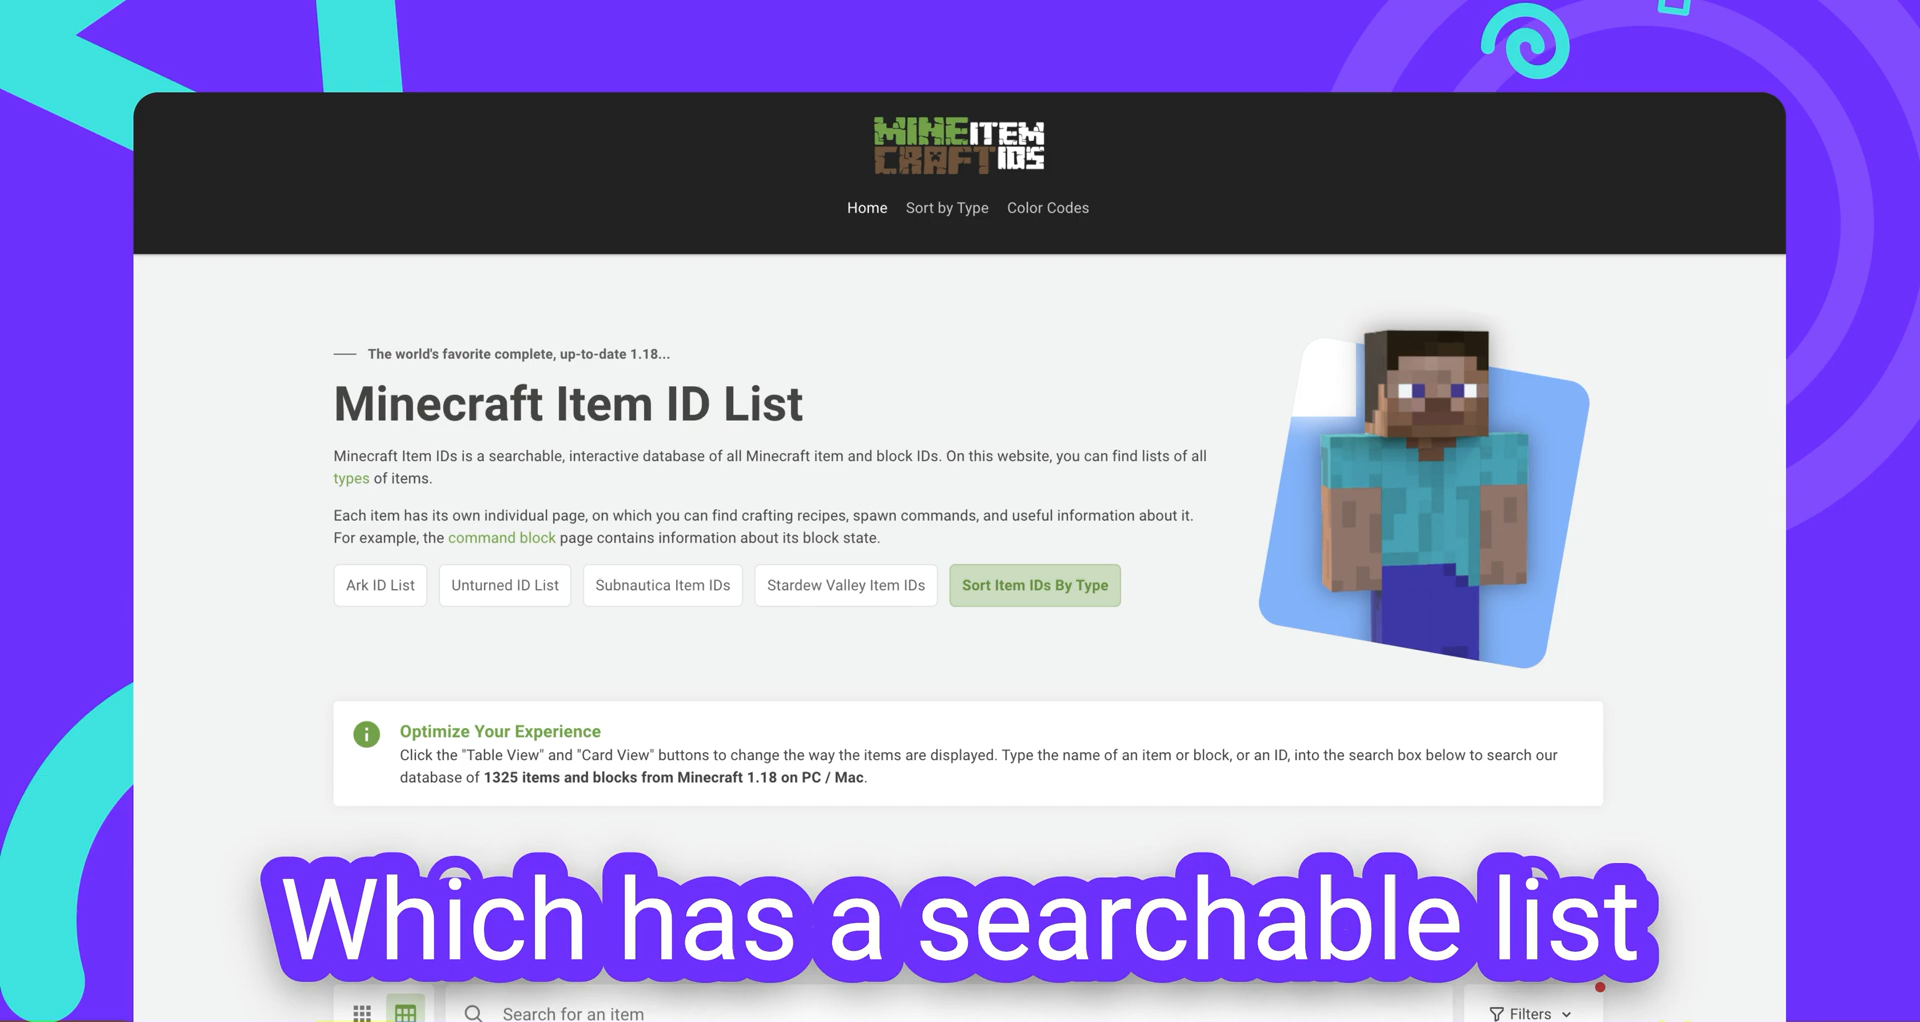 MINE ITEM
CRAFT IDS
Home Sort by Type Color Codes
The world's favorite complete, up-to-date 1.18...
Minecraft Item ID List
Minecraft Item IDs is a searchable, interactive database of all Minecraft item and block IDs. On this website, you can find lists of all
types of items.
Each item has its own individual page, on which you can find crafting recipes, spawn commands, and useful information about it.
For example, the command block page contains information about its block state.
Ark ID List Unturned ID List Subnautica Item IDs Stardew Valley Item IDs Sort Item IDs By Type
Optimize Your Experience
Click the "Table View" and "Card View" buttons to change the way the items are displayed. Type the name of an item or block, or an ID, into the search box below to search our
database of 1325 items and blocks from Minecraft 1.18 on PC / Mac.
Which has a searchable list
Search for an item Filters